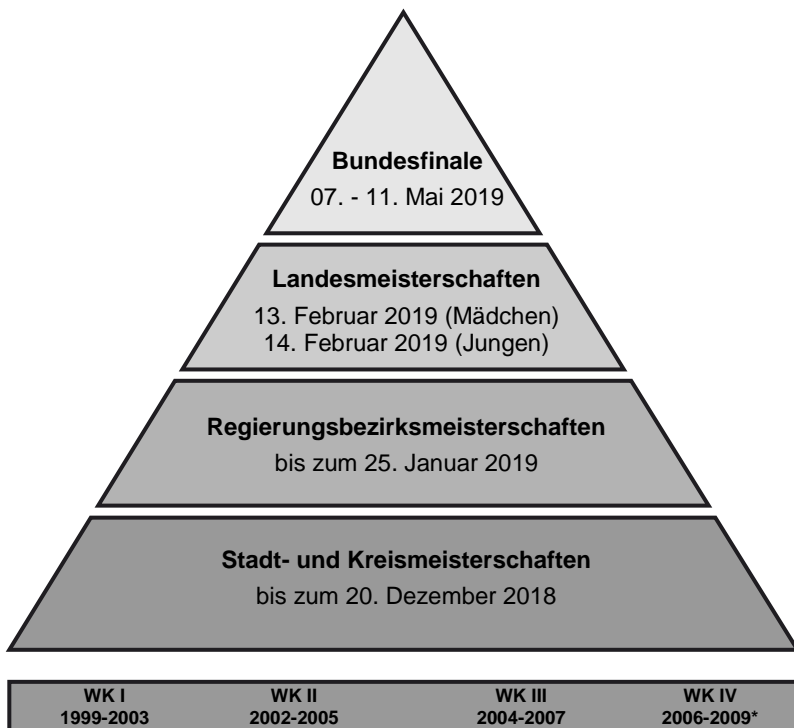 Bundesfinale
07. - 11. Mai 2019
Landesmeisterschaften
13. Februar 2019 (Mädchen)
14. Februar 2019 (Jungen)
Regierungsbezirksmeisterschaften
bis zum 25. Januar 2019
Stadt- und Kreismeisterschaften
bis zum 20. Dezember 2018
WK I WK II WK III WK IV
1999-2003 2002-2005 2004-2007 2006-2009*